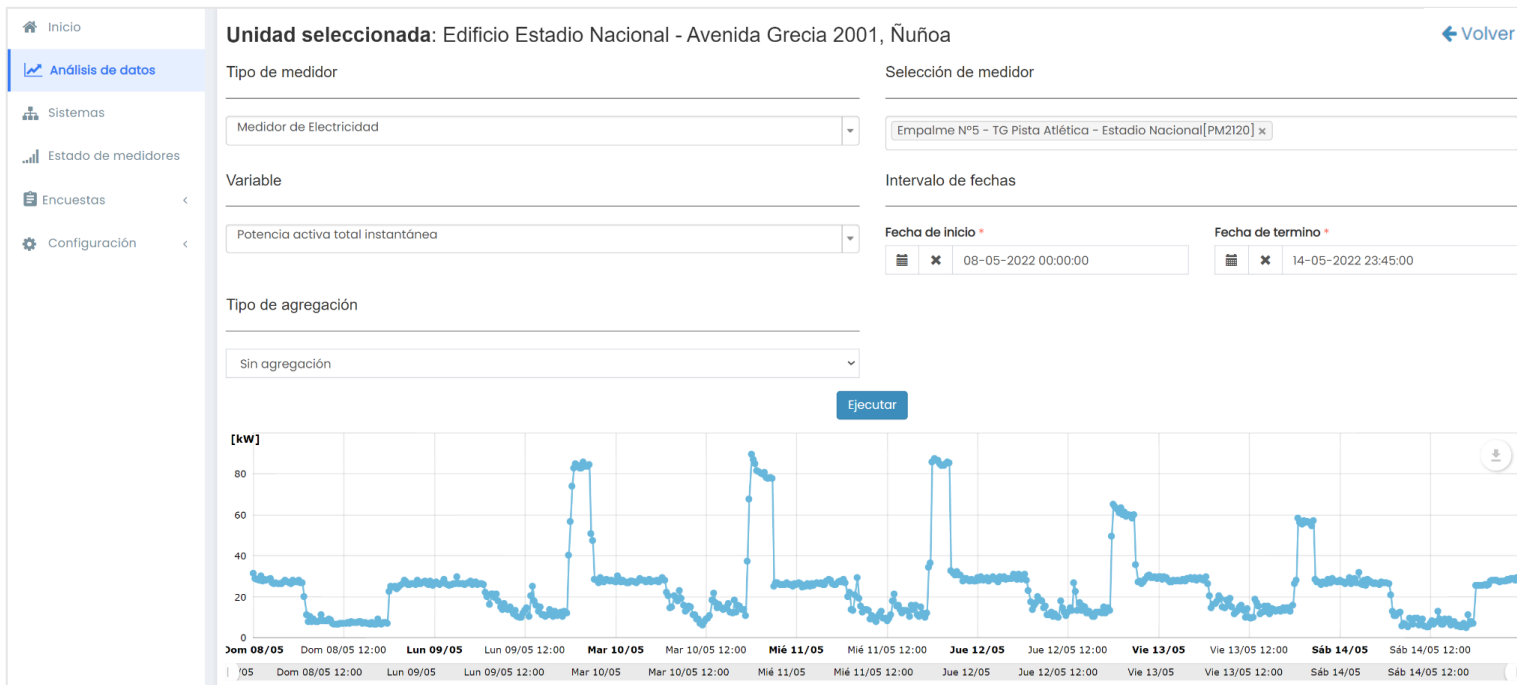 Inicio
Análisis de datos
Sistemas
Estado de medidores
Encuestas
Configuración
Unidad seleccionada: Edificio Estadio Nacional - Avenida Grecia 2001, Ñuñoa
Volver
Tipo de medidor
Selección de medidor
Medidor de Electricidad
Empalme Nº5 - TG Pista Atlética - Estadio Nacional[PM2120] ×
Variable
Intervalo de fechas
Potencia activa total instantánea
Fecha de inicio *
Fecha de termino *
08-05-2022 00:00:00
14-05-2022 23:45:00
Tipo de agregación
Sin agregación
Ejecutar
[kW]
80
60
40
20
0
Dom 08/05 Dom 08/05 12:00 Lun 09/05 Lun 09/05 12:00 Mar 10/05 Mar 10/05 12:00 Mié 11/05 Mié 11/05 12:00 Jue 12/05 Jue 12/05 12:00 Vie 13/05 Vie 13/05 12:00 Sáb 14/05 Sáb 14/05 12:00
/05 Dom 08/05 12:00 Lun 09/05 Lun 09/05 12:00 Mar 10/05 Mar 10/05 12:00 Mié 11/05 Mié 11/05 12:00 Jue 12/05 Jue 12/05 12:00 Vie 13/05 Vie 13/05 12:00 Sáb 14/05 Sáb 14/05 12:00